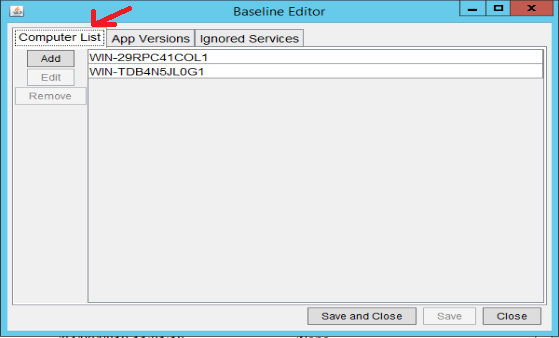 Baseline Editor
Computer List App Versions Ignored Services
Add
Edit
Remove
WIN-29RPC41COL1
WIN-TDB4N5JL0G1
Save and Close Save Close